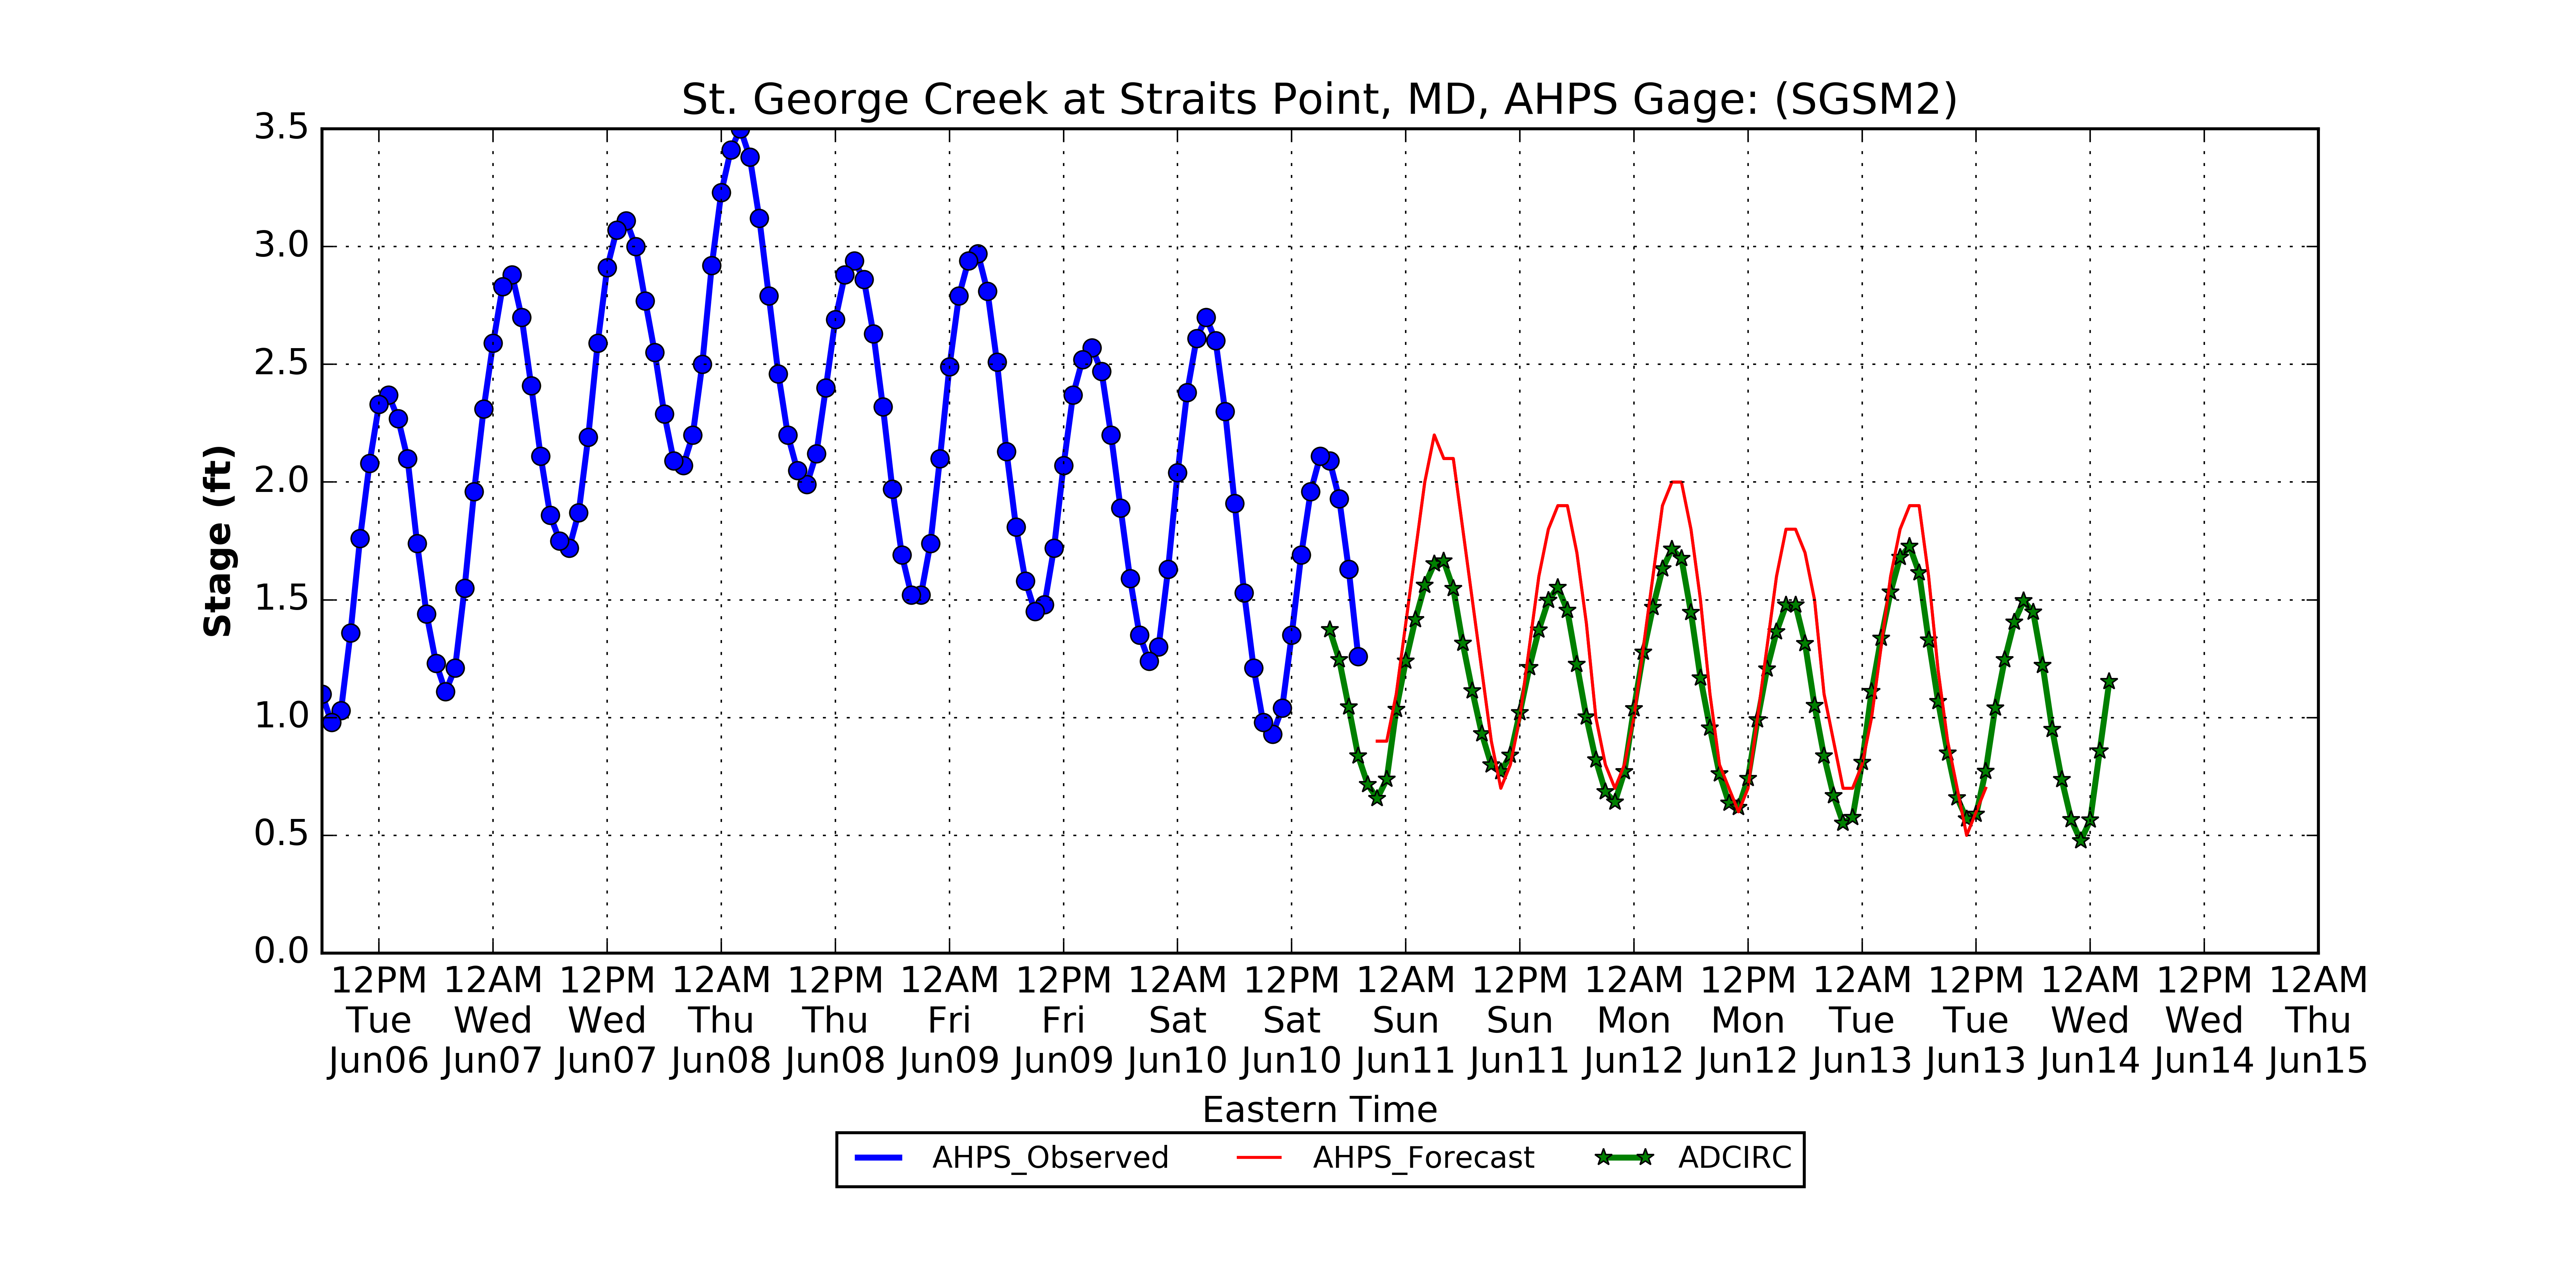 St. George Creek at Straits Point, MD, AHPS Gage: (SGSM2)
3.5
3.0
2.5
2.0
1.5
1.0
0.5
0.0
Stage (ft)
12PM 12AM 12PM 12AM 12PM 12AM 12PM 12AM 12PM 12AM 12PM 12AM 12PM 12AM 12PM 12AM 12PM 12AM
Tue Wed Wed Thu Thu Fri Fri Sat Sat Sun Sun Mon Mon Tue Tue Wed Wed Thu
Jun06 Jun07 Jun07 Jun08 Jun08 Jun09 Jun09 Jun10 Jun10 Jun11 Jun11 Jun12 Jun12 Jun13 Jun13 Jun14 Jun14 Jun15
Eastern Time
AHPS_Observed AHPS_Forecast ADCIRC